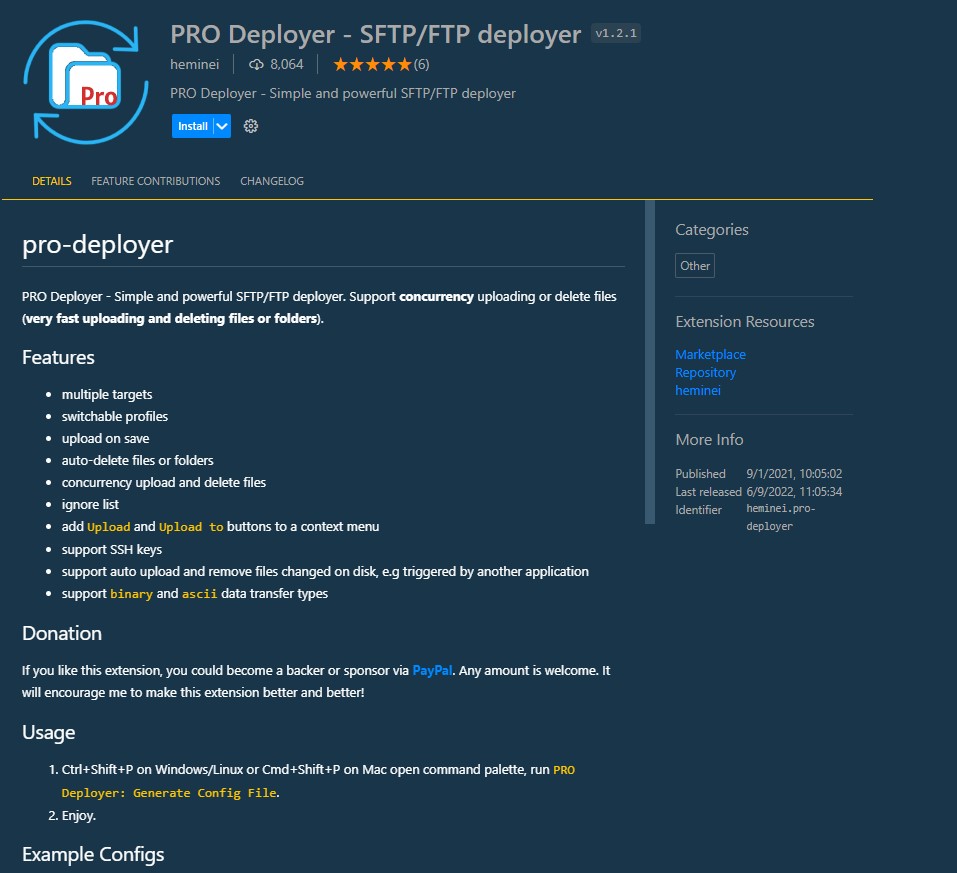 PRO Deployer - SFTP/FTP deployer v1.2.1
heminei 8,064 (6)
PRO Deployer - Simple and powerful SFTP/FTP deployer
Pro
Install
DETAILS FEATURE CONTRIBUTIONS CHANGELOG
pro-deployer
PRO Deployer - Simple and powerful SFTP/FTP deployer. Support concurrency uploading or delete files
(very fast uploading and deleting files or folders).
Features
• multiple targets
• switchable profiles
• upload on save
• auto-delete files or folders
• concurrency upload and delete files
• ignore list
• add Upload and Upload to buttons to a context menu
• support SSH keys
• support auto upload and remove files changed on disk, e.g triggered by another application
• support binary and ascii data transfer types
Donation
If you like this extension, you could become a backer or sponsor via PayPal. Any amount is welcome. It
will encourage me to make this extension better and better!
Usage
1. Ctrl+Shift+P on Windows/Linux or Cmd+Shift+P on Mac open command palette, run PRO
Deployer: Generate Config File.
2. Enjoy.
Example Configs
Categories
Other
Extension Resources
Marketplace
Repository
heminei
More Info
Published 9/1/2021, 10:05:02
Last released 6/9/2022, 11:05:34
Identifier heminei.pro-
deployer